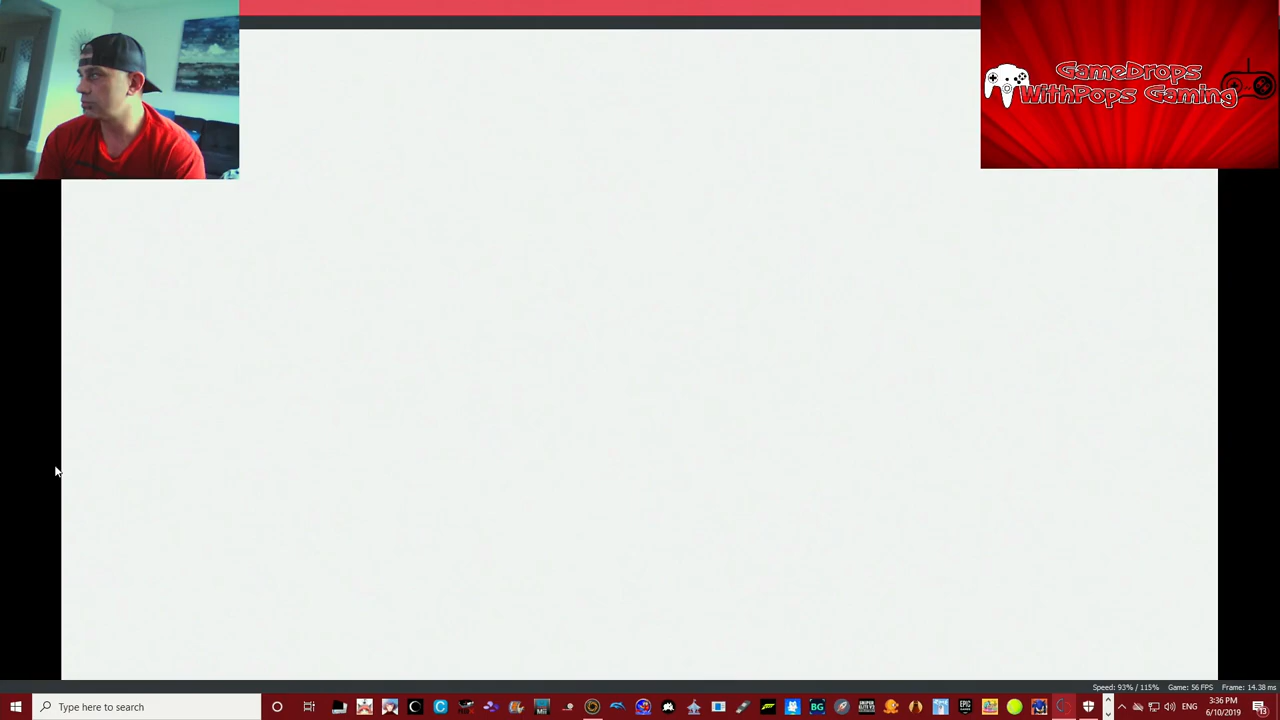 GameDrops
WithPops Gaming
Speed: 93% / 115% Game: 56 FPS Frame: 14.38 ms
Type here to search
ENG
3:36 PM
6/10/2019